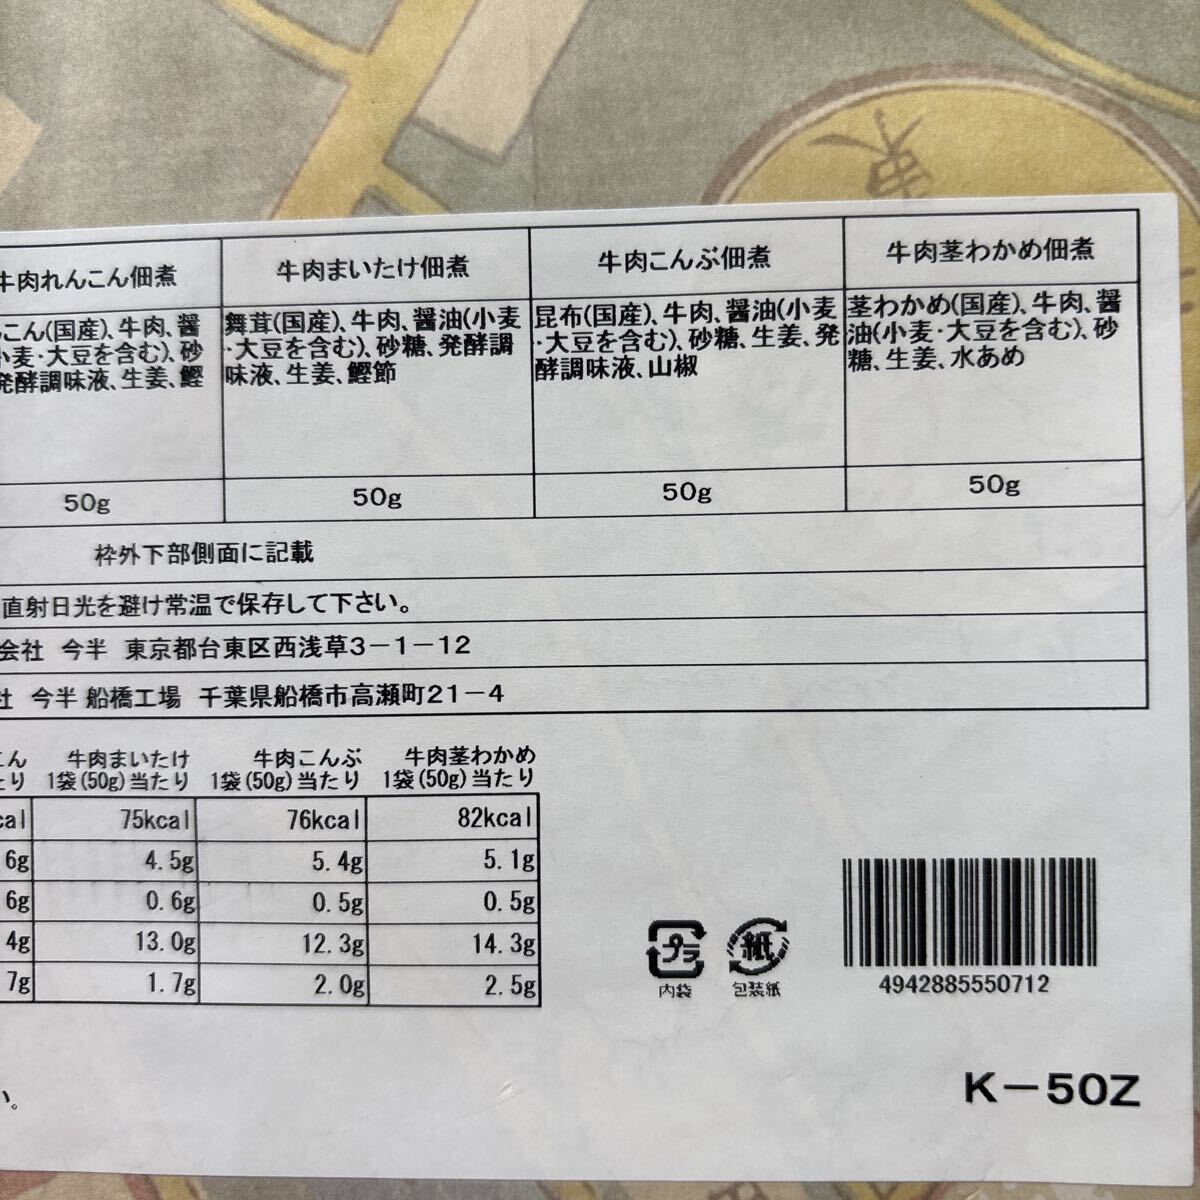 牛肉れんこん佃煮 牛肉まいたけ佃煮 牛肉こんぶ佃煮 牛肉茎わかめ佃煮
こん(国産)、牛肉、醤
小麦・大豆を含む)、砂
発酵調味液、生姜、鰹
舞茸(国産)、牛肉、醤油(小麦
・大豆を含む)、砂糖、発酵調
味液、生姜、鰹節
昆布(国産)、牛肉、醤油(小麦
・大豆を含む)、砂糖、生姜、発
酵調味液、山椒
茎わかめ(国産)、牛肉、醤
油(小麦・大豆を含む)、砂
糖、生姜、水あめ
50g 50g 50g 50g
枠外下部側面に記載
直射日光を避け常温で保存して下さい。
会社 今半 東京都台東区西浅草3-1-12
社 今半 船橋工場 千葉県船橋市高瀬町21-4
こん 牛肉まいたけ 牛肉こんぶ 牛肉茎わかめ
たり 1袋(50g)当たり 1袋(50g)当たり 1袋(50g)当たり
cal 75kcal 76kcal 82kcal
6g 4.5g 5.4g 5.1g
6g 0.6g 0.5g 0.5g
4g 13.0g 12.3g 14.3g
7g 1.7g 2.0g 2.5g
プラ 紙
内袋 包装紙
4942885550712
い。
K-50Z